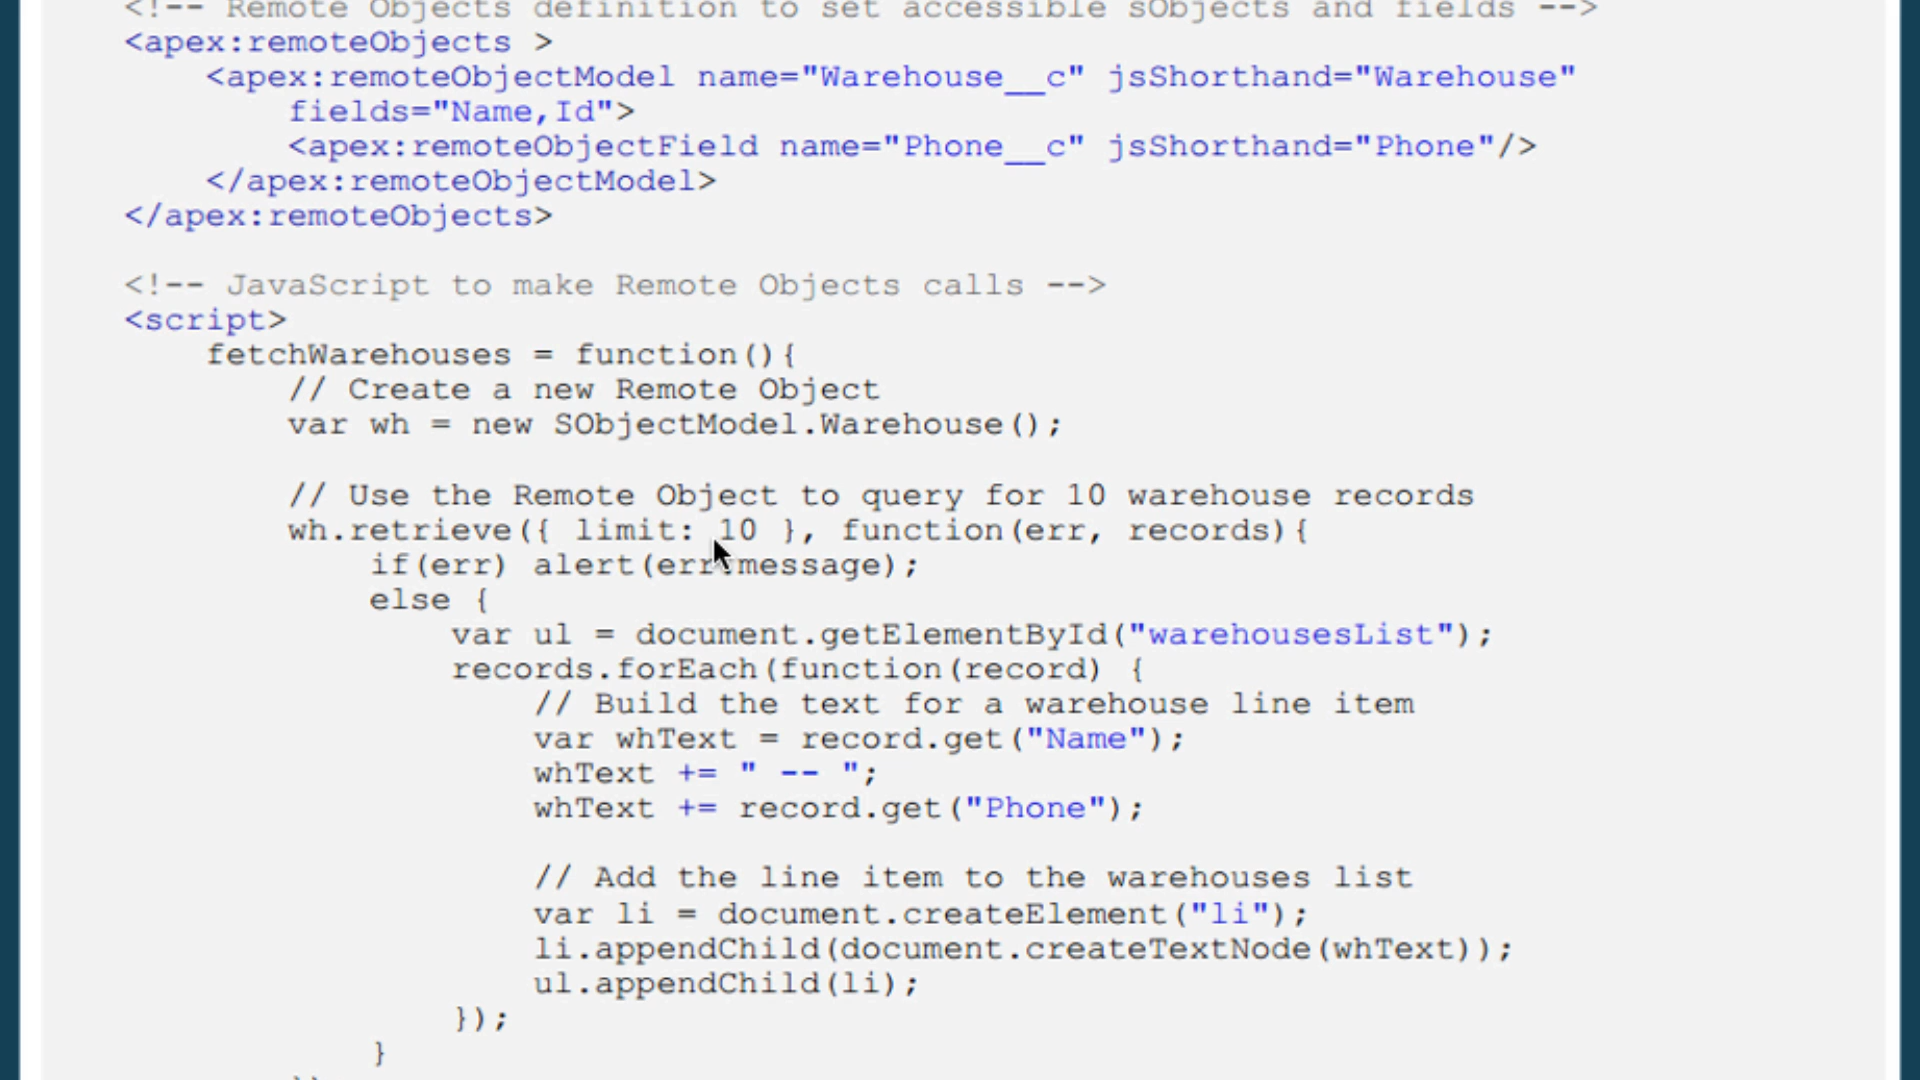 <!-- Remote Objects definition to set accessible sObjects and fields -->
<apex:remoteObjects >
<apex:remoteObjectModel name="Warehouse__c" jsShorthand="Warehouse"
fields="Name,Id">
<apex:remoteObjectField name="Phone__c" jsShorthand="Phone"/>
</apex:remoteObjectModel>
</apex:remoteObjects>
<!-- JavaScript to make Remote Objects calls -->
<script>
fetchWarehouses = function(){
// Create a new Remote Object
var wh = new SObjectModel.Warehouse();
// Use the Remote Object to query for 10 warehouse records
wh.retrieve({ limit: 10 }, function(err, records){
if(err) alert(err.message);
else {
var ul = document.getElementById("warehousesList");
records.forEach(function(record) {
// Build the text for a warehouse line item
var whText = record.get("Name");
whText += " -- ";
whText += record.get("Phone");
// Add the line item to the warehouses list
var li = document.createElement("li");
li.appendChild(document.createTextNode(whText));
ul.appendChild(li);
});
}